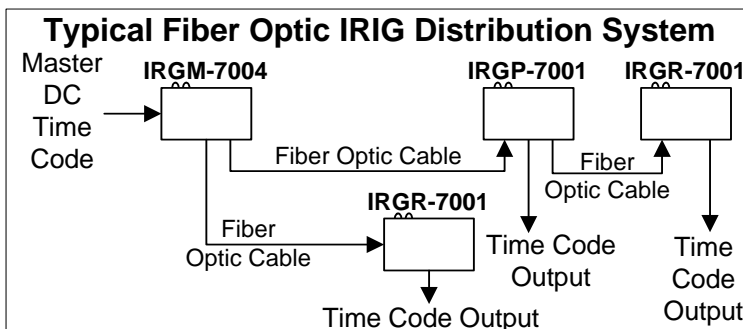 Typical Fiber Optic IRIG Distribution System
Master
DC
Time
Code
IRGM-7004
IRGP-7001
IRGR-7001
Fiber Optic Cable
Fiber
Optic Cable
IRGR-7001
Fiber
Optic Cable
Time Code
Output
Time
Code
Output
Time Code Output